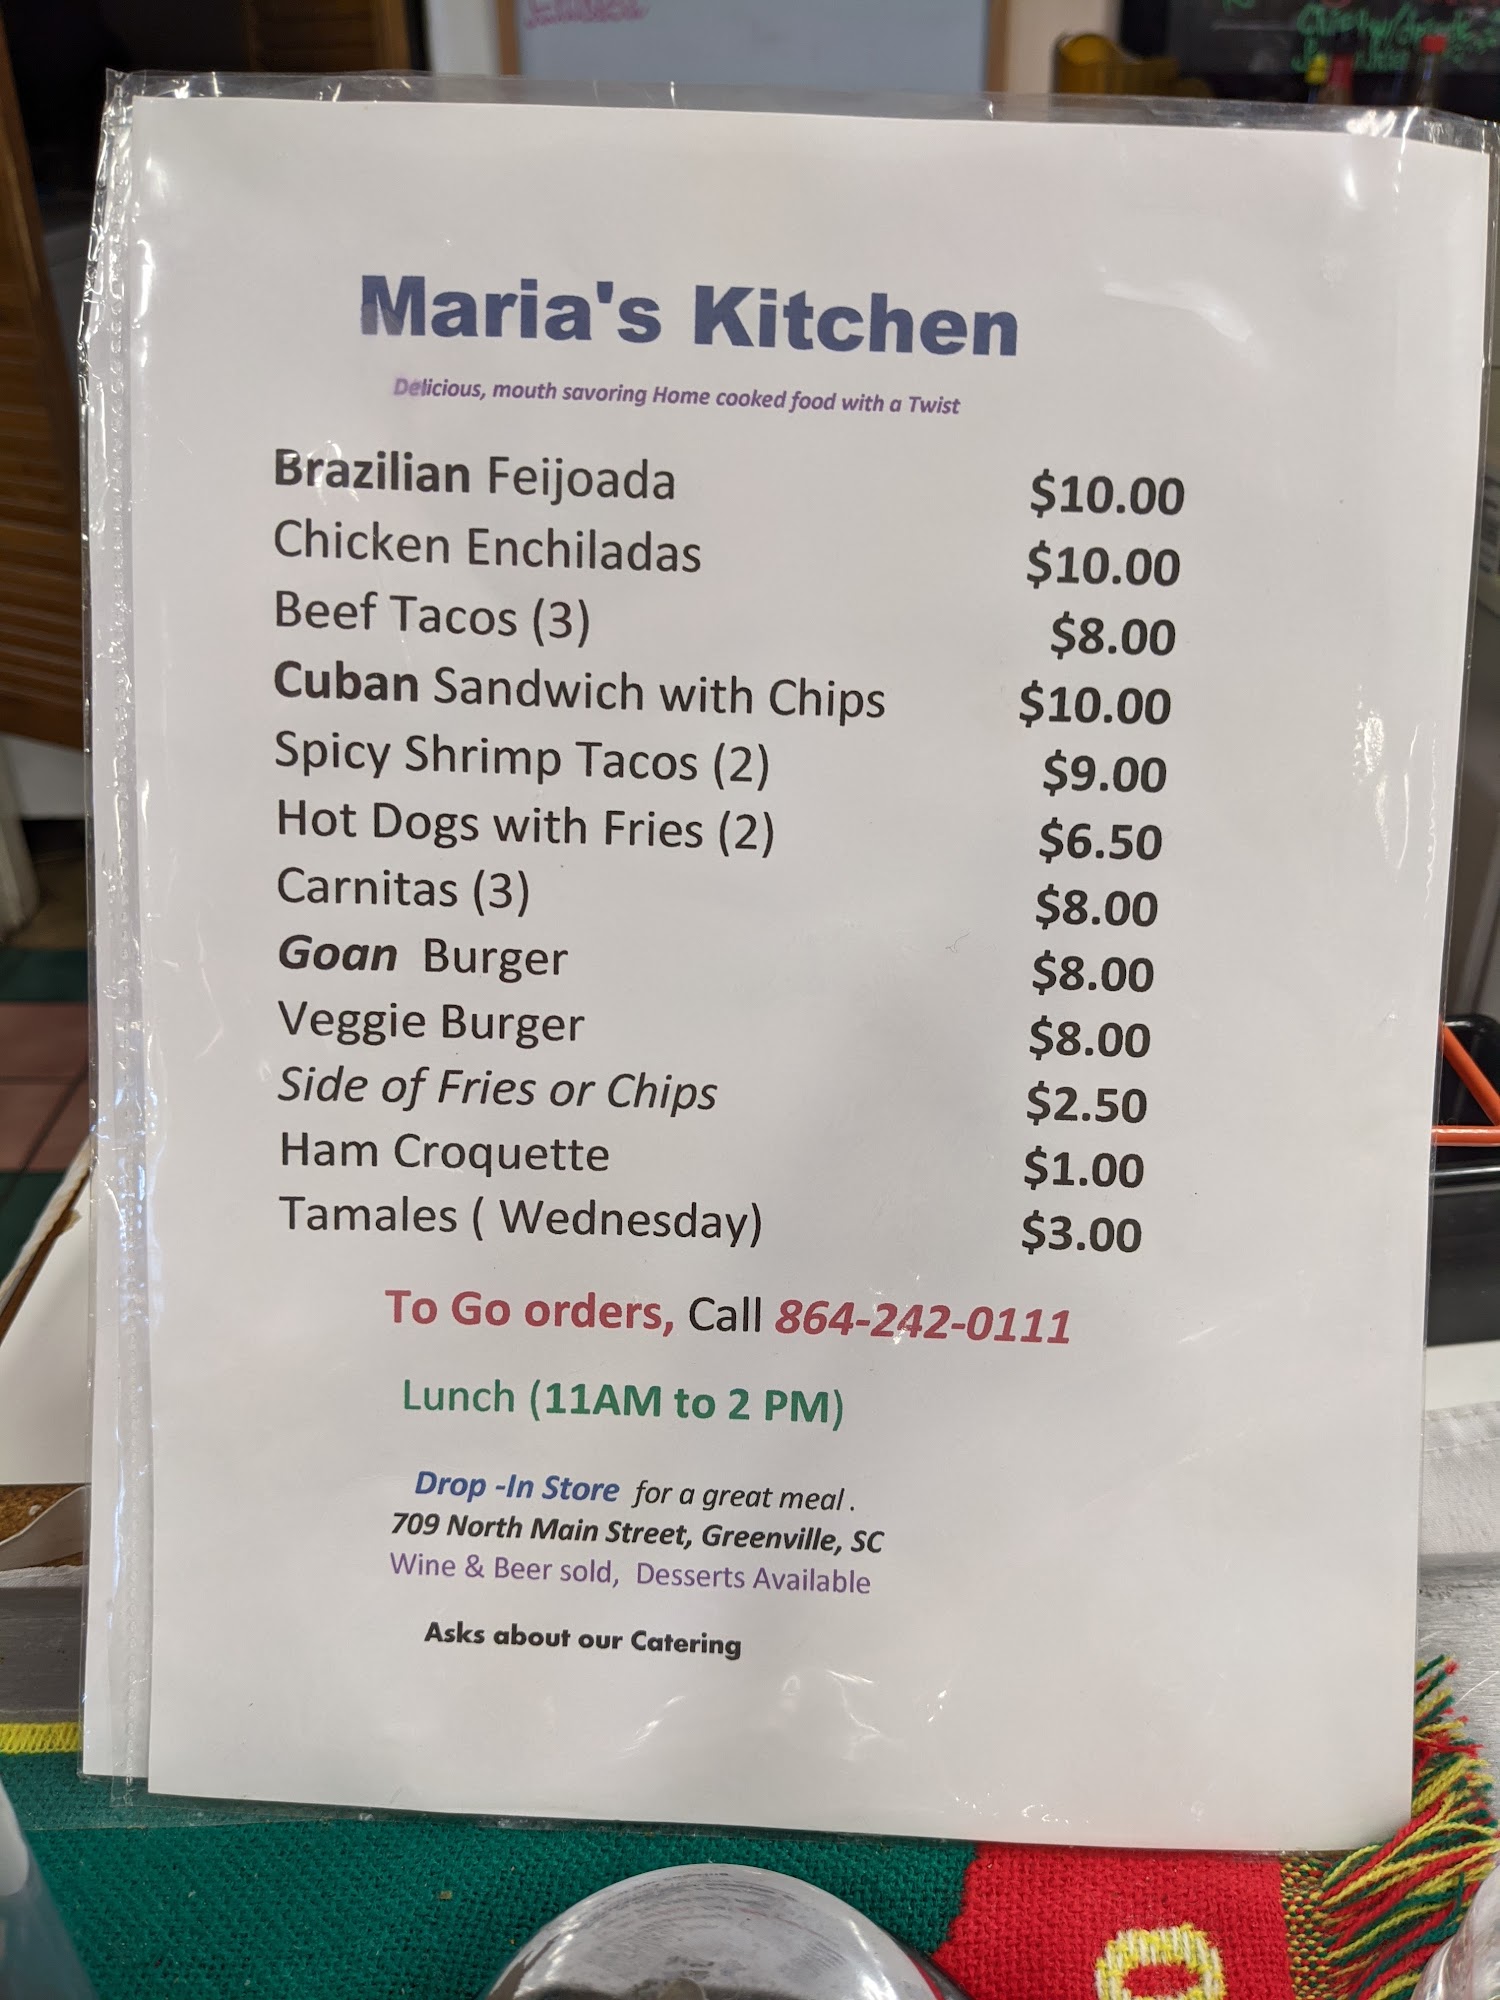 Maria's Kitchen
Delicious, mouth savoring Home cooked food with a Twist
Brazilian Feijoada $10.00
Chicken Enchiladas $10.00
Beef Tacos (3) $8.00
Cuban Sandwich with Chips $10.00
Spicy Shrimp Tacos (2) $9.00
Hot Dogs with Fries (2) $6.50
Carnitas (3) $8.00
Goan Burger $8.00
Veggie Burger $8.00
Side of Fries or Chips $2.50
Ham Croquette $1.00
Tamales ( Wednesday) $3.00
To Go orders, Call 864-242-0111
Lunch (11AM to 2 PM)
Drop -In Store for a great meal .
709 North Main Street, Greenville, SC
Wine & Beer sold, Desserts Available
Asks about our Catering